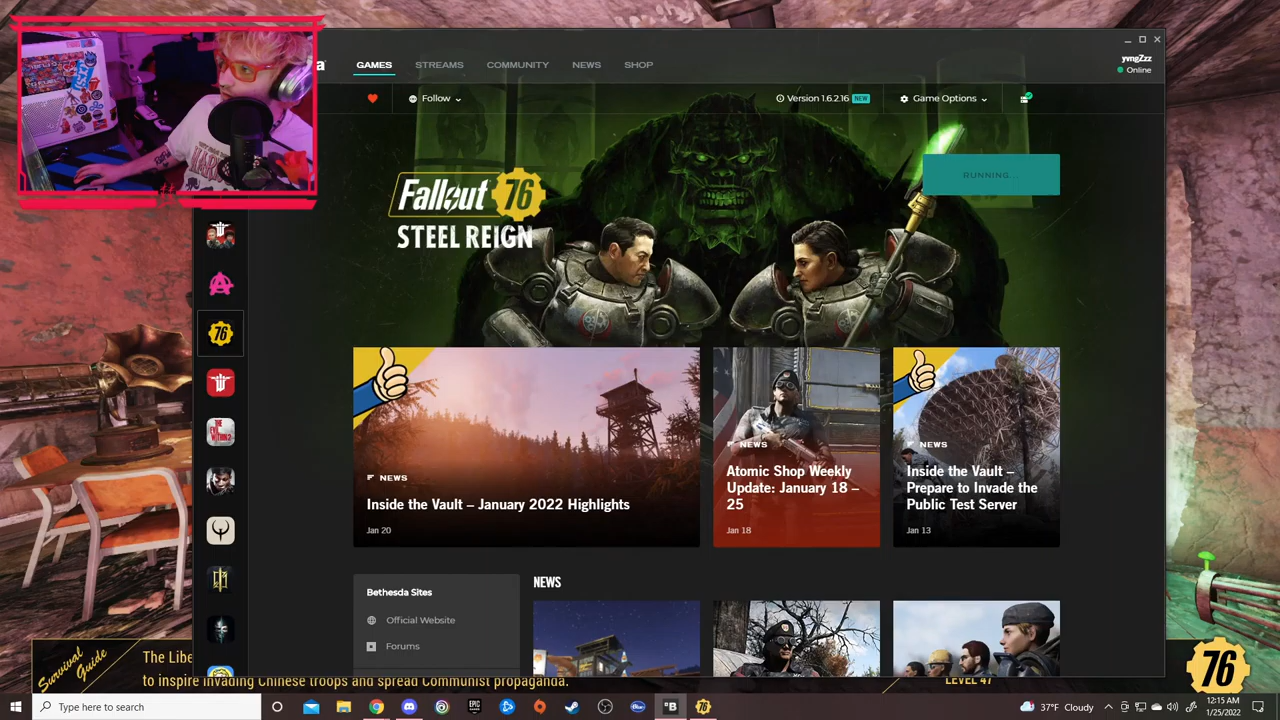 GAMES STREAMS COMMUNITY NEWS SHOP
yvngZzz
Online
Follow
Version 1.6.2.16 NEW
Game Options
Fallout 76
STEEL REIGN
RUNNING...
NEWS
Inside the Vault – January 2022 Highlights
Jan 20
NEWS
Atomic Shop Weekly
Update: January 18 –
25
Jan 18
NEWS
Inside the Vault –
Prepare to Invade the
Public Test Server
Jan 13
76
Bethesda Sites
Official Website
Forums
NEWS
Survival
Guide
The Libe
to inspire invading Chinese troops and spread Communist propaganda.
LEVEL 47
76
Type here to search
37°F Cloudy
12:15 AM
1/25/2022